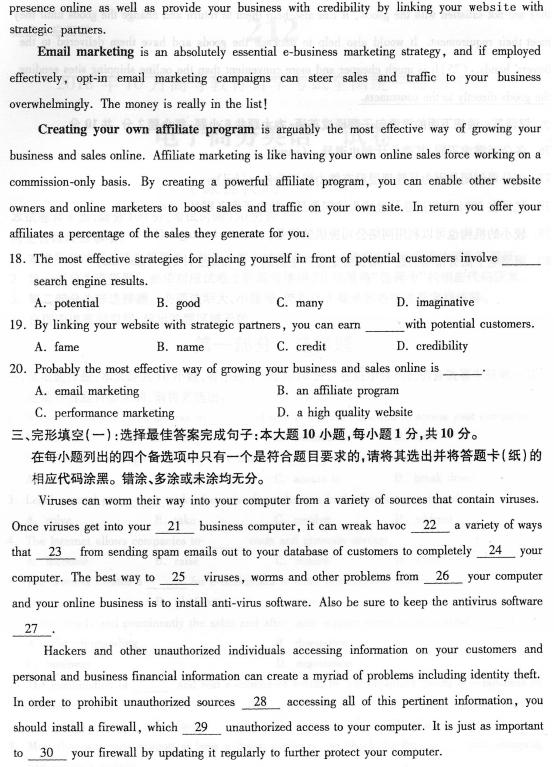 presence online as well as provide your business with credibility by linking your website with
strategic partners.
Email marketing is an absolutely essential e-business marketing strategy, and if employed
effectively, opt-in email marketing campaigns can steer sales and traffic to your business
overwhelmingly. The money is really in the list!
Creating your own affiliate program is arguably the most effective way of growing your
business and sales online. Affiliate marketing is like having your own online sales force working on a
commission-only basis. By creating a powerful affiliate program, you can enable other website
owners and online marketers to boost sales and traffic on your own site. In return you offer your
affiliates a percentage of the sales they generate for you.
18. The most effective strategies for placing yourself in front of potential customers involve ______
search engine results.
A. potential B. good C. many D. imaginative
19. By linking your website with strategic partners, you can earn ______with potential customers.
A. fame B. name C. credit D. credibility
20. Probably the most effective way of growing your business and sales online is ______.
A. email marketing B. an affiliate program
C. performance marketing D. a high quality website
三、完形填空(一):选择最佳答案完成句子:本大题10小题,每小题1分,共10分。
在每小题列出的四个备选项中只有一个是符合题目要求的,请将其选出并将答题卡(纸)的
相应代码涂黑。错涂、多涂或未涂均无分。
Viruses can worm their way into your computer from a variety of sources that contain viruses.
Once viruses get into your 21 business computer, it can wreak havoc 22 a variety of ways
that 23 from sending spam emails out to your database of customers to completely 24 your
computer. The best way to 25 viruses, worms and other problems from 26 your computer
and your online business is to install anti-virus software. Also be sure to keep the antivirus software
27.
Hackers and other unauthorized individuals accessing information on your customers and
personal and business financial information can create a myriad of problems including identity theft.
In order to prohibit unauthorized sources 28 accessing all of this pertinent information, you
should install a firewall, which 29 unauthorized access to your computer. It is just as important
to 30 your firewall by updating it regularly to further protect your computer.